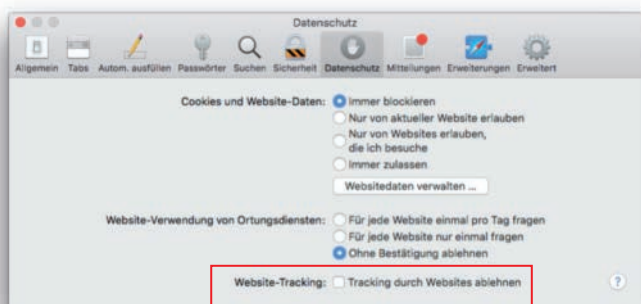 Datenschutz
Allgemein Tabs Autom. ausfüllen Passwörter Suchen Sicherheit Datenschutz Mitteilungen Erweiterungen Erweitert
Cookies und Website-Daten: Immer blockieren
Nur von aktueller Website erlauben
Nur von Websites erlauben,
die ich besuche
Immer zulassen
Websitedaten verwalten ...
Website-Verwendung von Ortungsdiensten: Für jede Website einmal pro Tag fragen
Für jede Website nur einmal fragen
Ohne Bestätigung ablehnen
Website-Tracking: Tracking durch Websites ablehnen ?